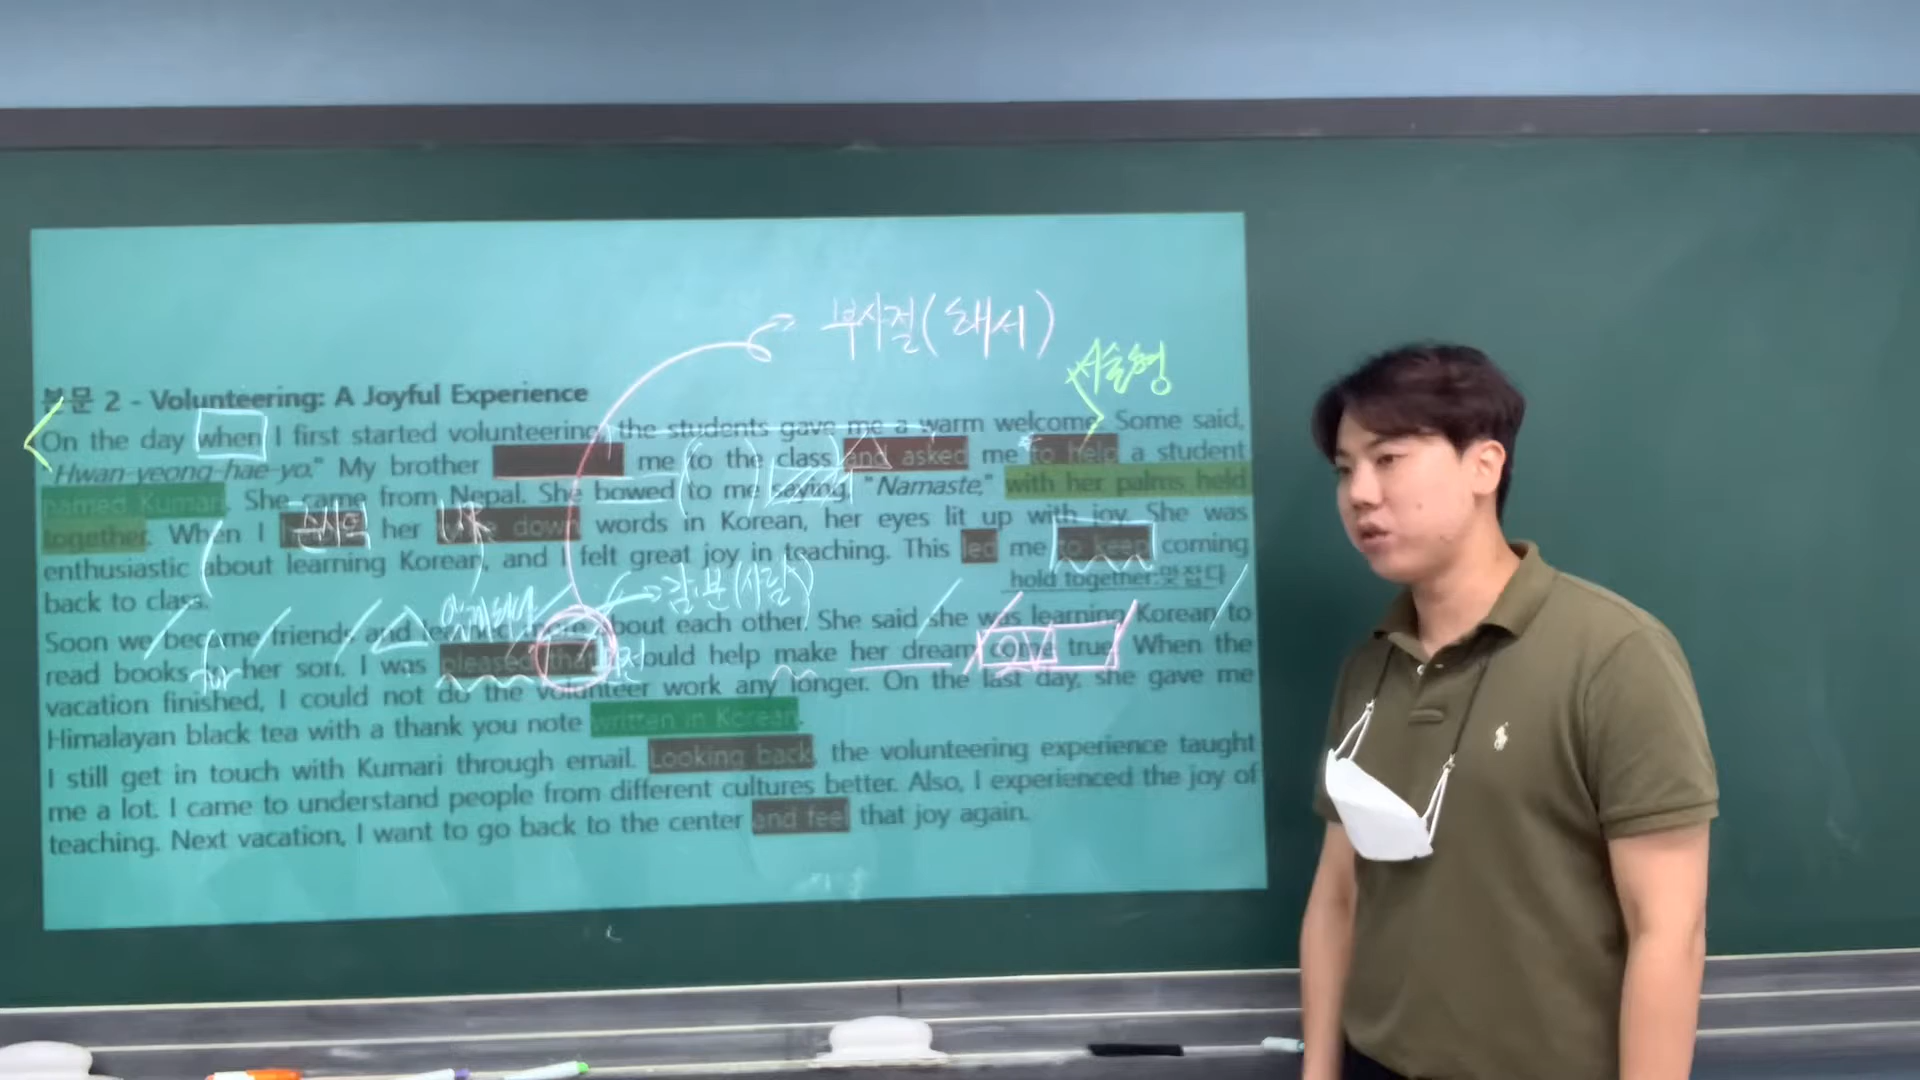 부사절(해서)
서술형
본문 2 - Volunteering: A Joyful Experience
On the day when I first started volunteering, the students gave me a warm welcome. Some said,
"Hwan-yeong-hae-yo." My brother me to the class and asked me to help a student
named Kumari. She came from Nepal. She bowed to me saying, "Namaste," with her palms held
together. When I her down words in Korean, her eyes lit up with joy. She was
enthusiastic about learning Korean, and I felt great joy in teaching. This led me to keep coming
hold together:맞잡다
back to class.
감·분(사람)
Soon we became friends and about each other. She said she was learning Korean to
read books for her son. I was pleased that I could help make her dream come true. When the
vacation finished, I could not do the volunteer work any longer. On the last day, she gave me
Himalayan black tea with a thank you note written in Korean.
I still get in touch with Kumari through email. Looking back, the volunteering experience taught
me a lot. I came to understand people from different cultures better. Also, I experienced the joy of
teaching. Next vacation, I want to go back to the center and feel that joy again.